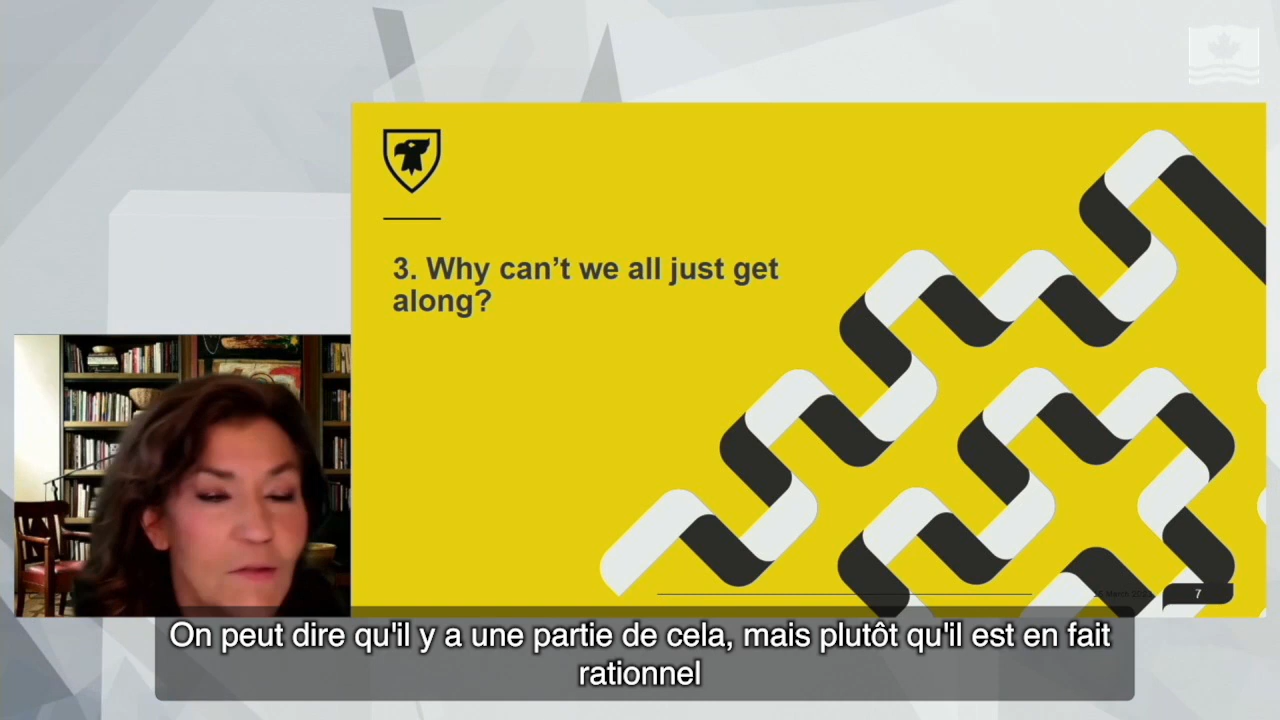 3. Why can't we all just get
along?
7
On peut dire qu'il y a une partie de cela, mais plutôt qu'il est en fait
rationnel